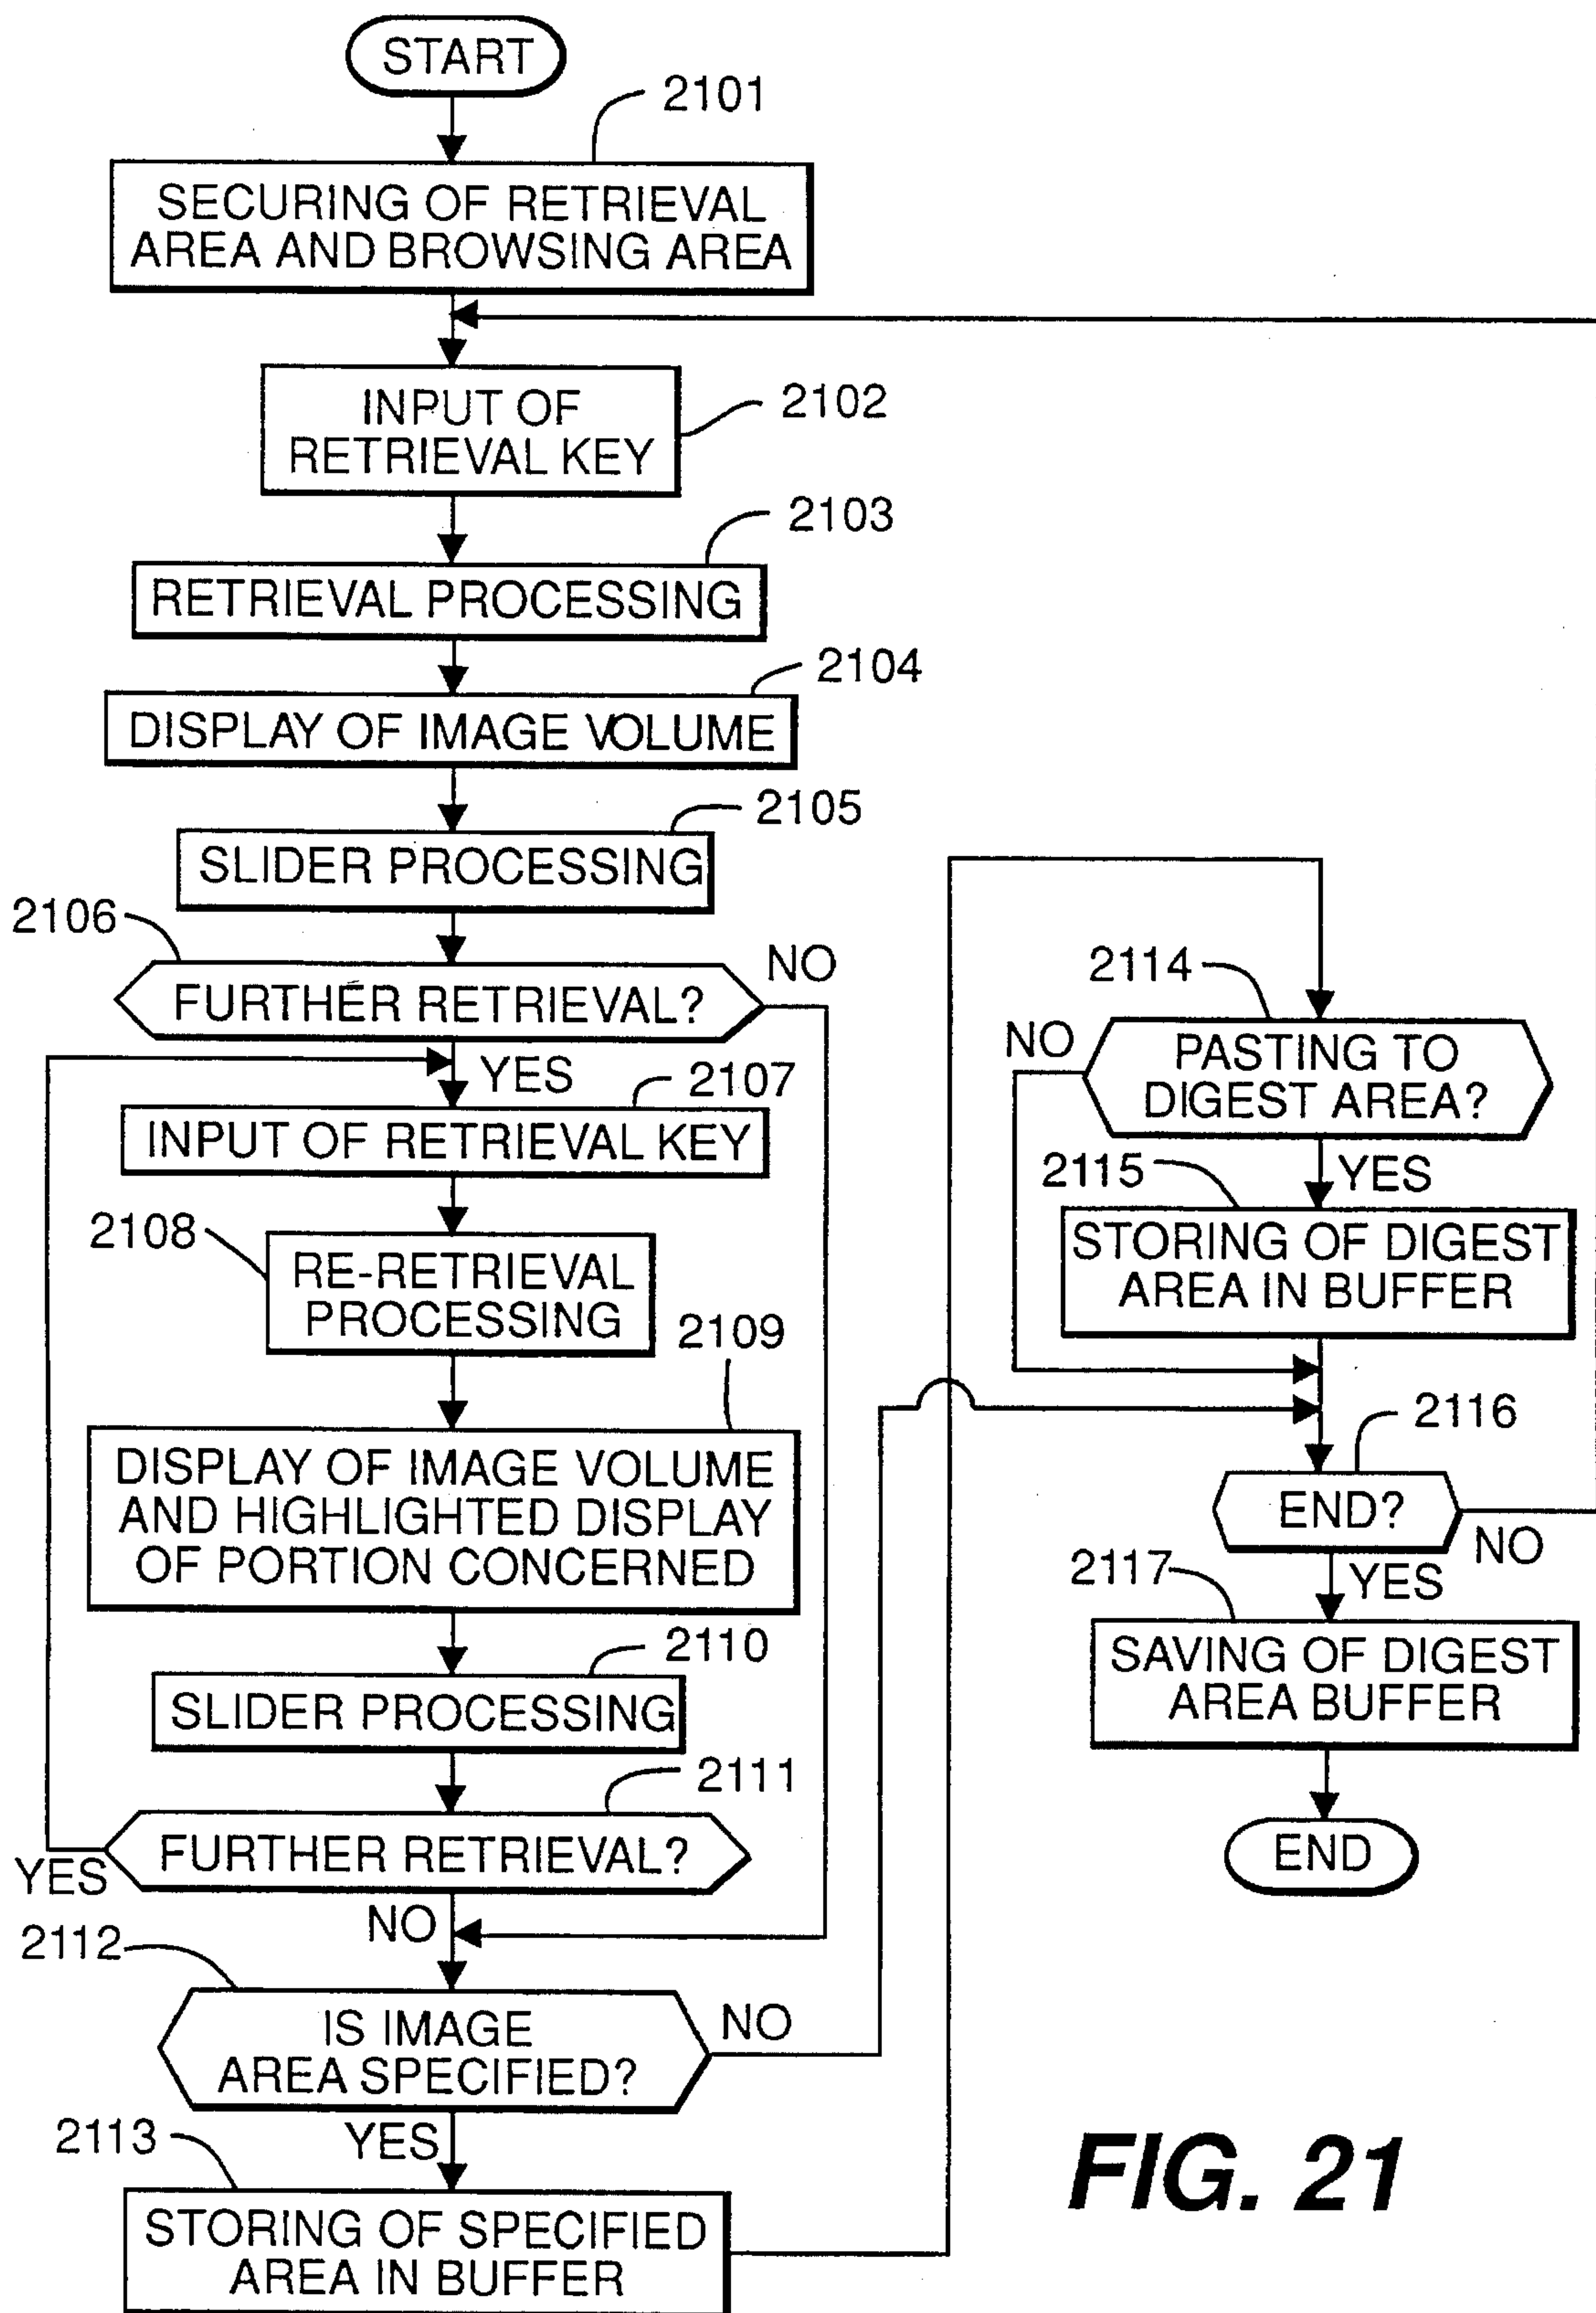 START
2101
SECURING OF RETRIEVAL
AREA AND BROWSING AREA
INPUT OF
RETRIEVAL KEY
2102
2103
RETRIEVAL PROCESSING
2104
DISPLAY OF IMAGE VOLUME
2105
SLIDER PROCESSING
2106
NO
FURTHER RETRIEVAL?
YES
2107
INPUT OF RETRIEVAL KEY
2108
RE-RETRIEVAL
PROCESSING
2109
DISPLAY OF IMAGE VOLUME
AND HIGHLIGHTED DISPLAY
OF PORTION CONCERNED
2110
SLIDER PROCESSING
2111
FURTHER RETRIEVAL?
YES
NO
2112
IS IMAGE
AREA SPECIFIED?
NO
YES
2113
STORING OF SPECIFIED
AREA IN BUFFER
2114
NO
PASTING TO
DIGEST AREA?
2115
YES
STORING OF DIGEST
AREA IN BUFFER
2116
END?
NO
2117
YES
SAVING OF DIGEST
AREA BUFFER
END
FIG. 21